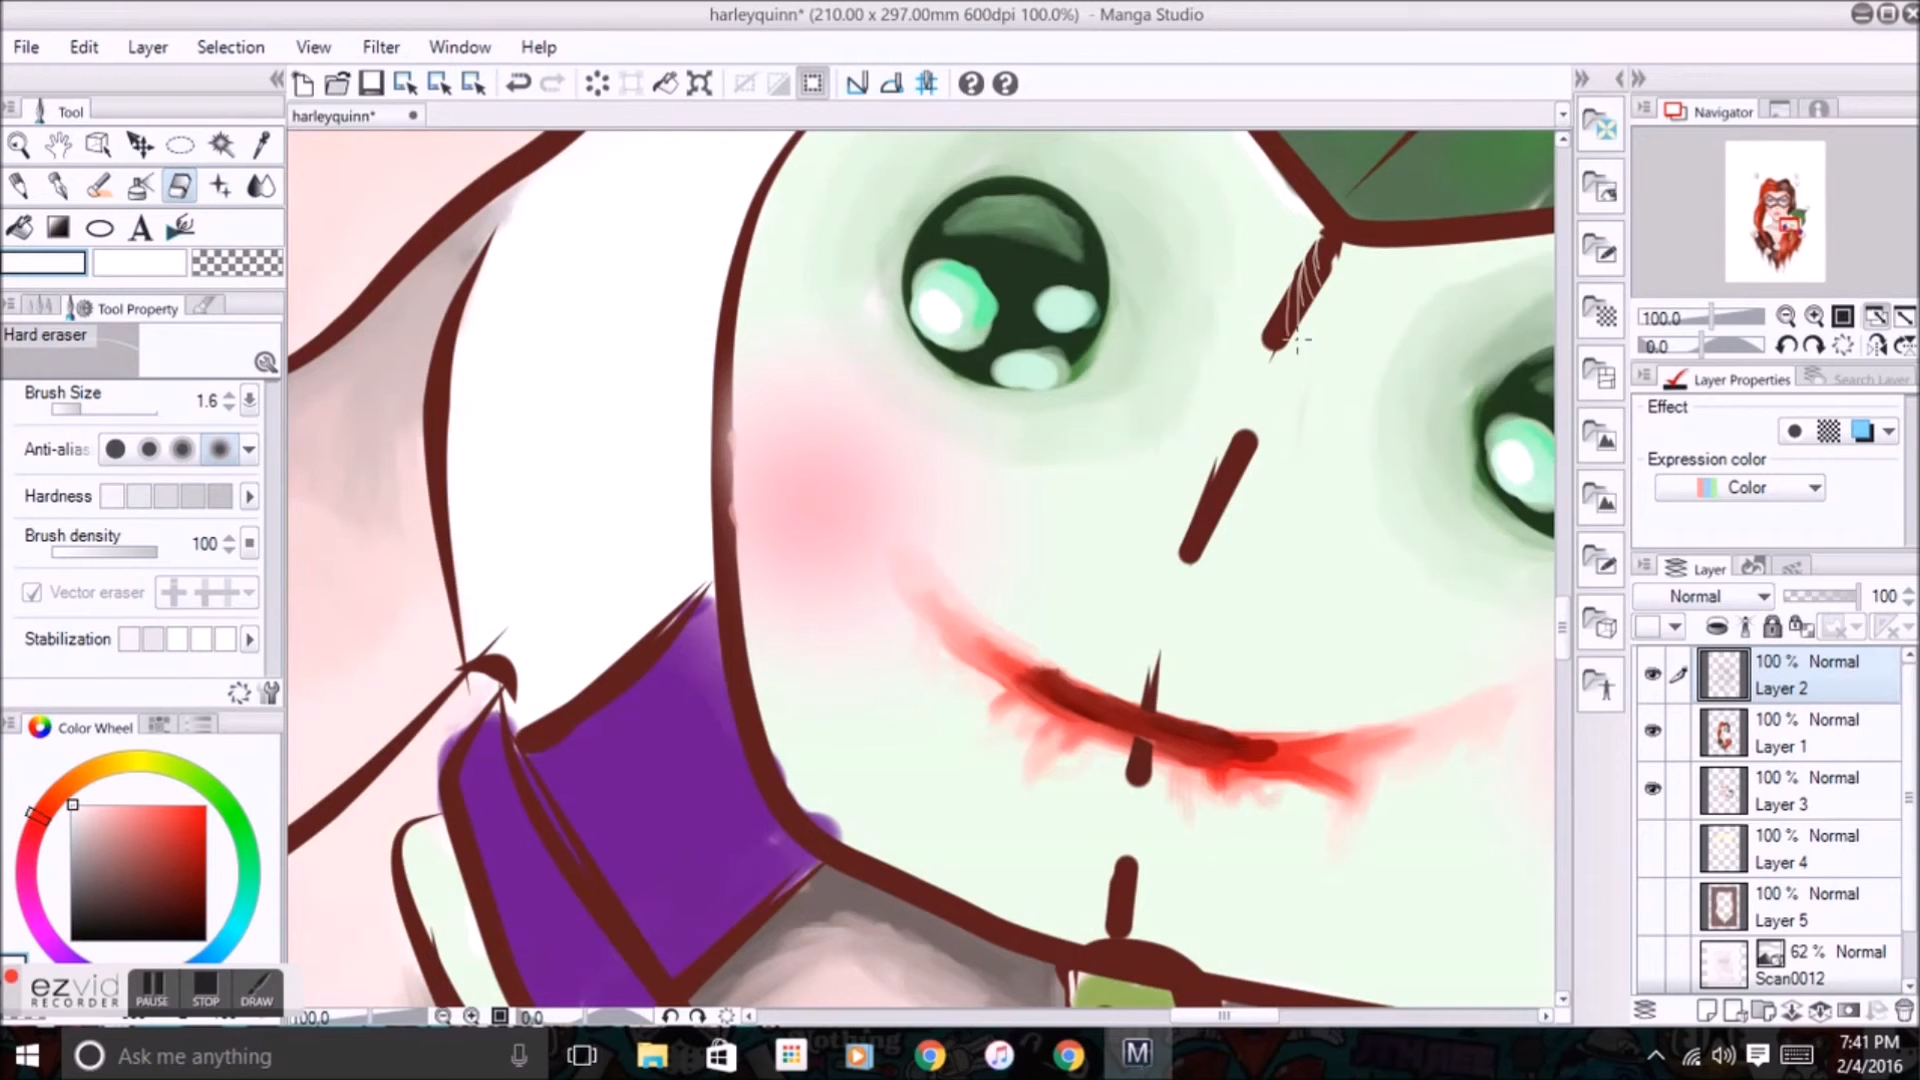 harleyquinn* (210.00 x 297.00mm 600dpi 100.0%) - Manga Studio
File Edit Layer Selection View Filter Window Help
Tool
harleyquinn*
Navigator
Tool Property
Hard eraser
100.0
0.0
Layer Properties
Search Layer
Brush Size 1.6
Effect
Anti-alias
Expression color
Color
Hardness
Brush density 100
Layer
Vector eraser
Normal 100
Stabilization
100 % Normal
Layer 2
Color Wheel
100 % Normal
Layer 1
100 % Normal
Layer 3
100 % Normal
Layer 4
100 % Normal
Layer 5
62 % Normal
Scan0012
ezvid
RECORDER
PAUSE STOP DRAW
100.0 0.0
Ask me anything
7:41 PM
2/4/2016